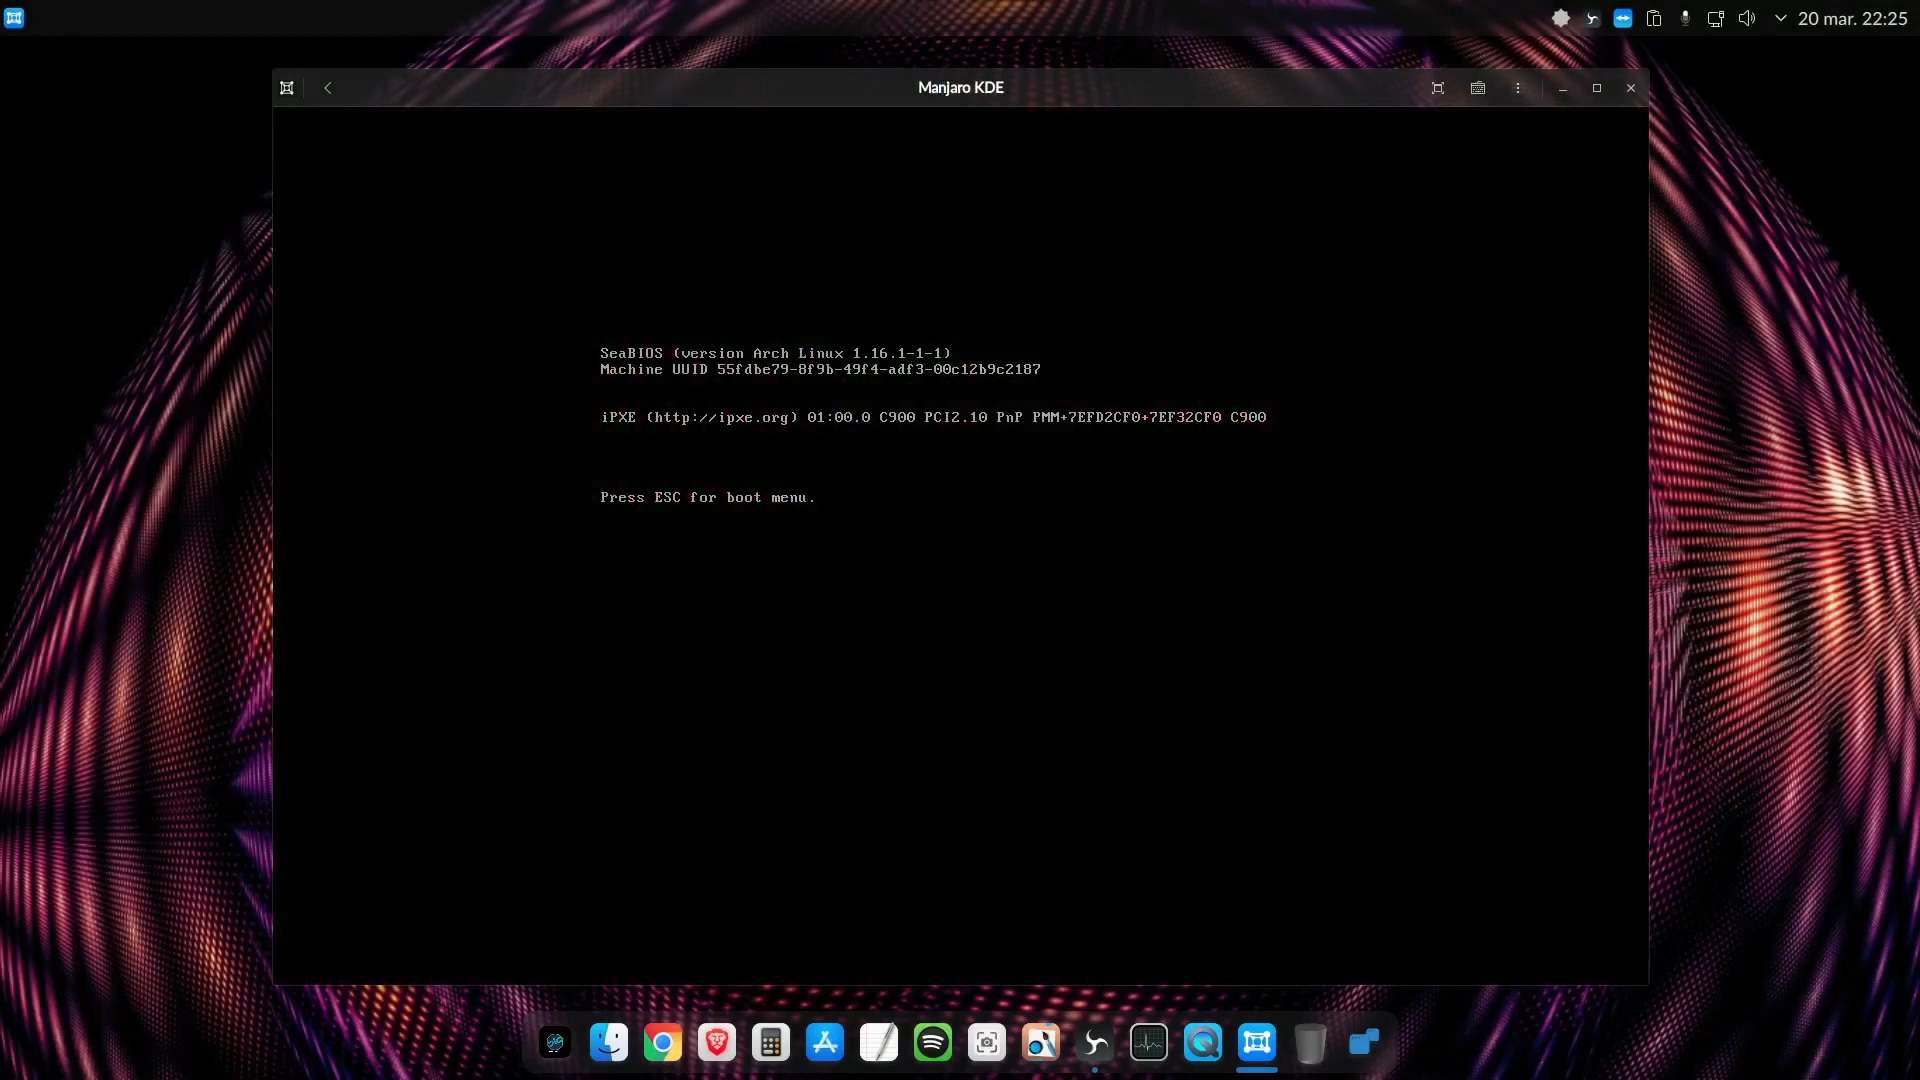 20 mar. 22:25
Manjaro KDE
SeaBIOS (version Arch Linux 1.16.1-1-1)
Machine UUID 55fdbe79-8f9b-49f4-adf3-00c12b9c2187
iPXE (http://ipxe.org) 01:00.0 C900 PCI2.10 PnP PMM+7EFD2CF0+7EF32CF0 C900
Press ESC for boot menu.